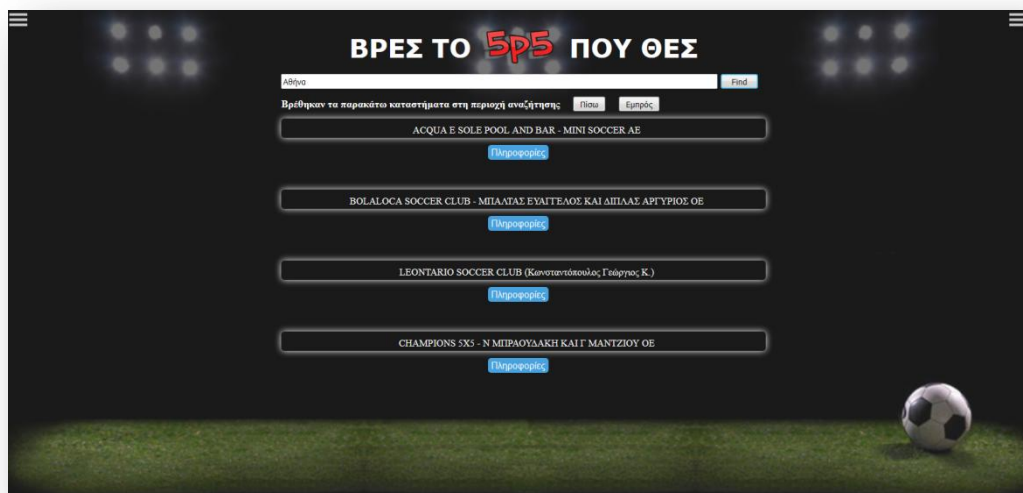 ΒΡΕΣ ΤΟ 5p5 ΠΟΥ ΘΕΣ
Αθήνα Find
Βρέθηκαν τα παρακάτω καταστήματα στη περιοχή αναζήτησης Πίσω Εμπρός
ACQUA E SOLE POOL AND BAR - MINI SOCCER AE
Πληροφορίες
BOLALOCA SOCCER CLUB - ΜΠΑΛΤΑΣ ΕΥΑΓΓΕΛΟΣ ΚΑΙ ΔΙΠΛΑΣ ΑΡΓΥΡΙΟΣ ΟΕ
Πληροφορίες
LEONTARIO SOCCER CLUB (Κωνσταντόπουλος Γεώργιος Κ.)
Πληροφορίες
CHAMPIONS 5X5 - Ν ΜΠΡΑΟΥΔΑΚΗ ΚΑΙ Γ ΜΑΝΤΖΙΟΥ ΟΕ
Πληροφορίες